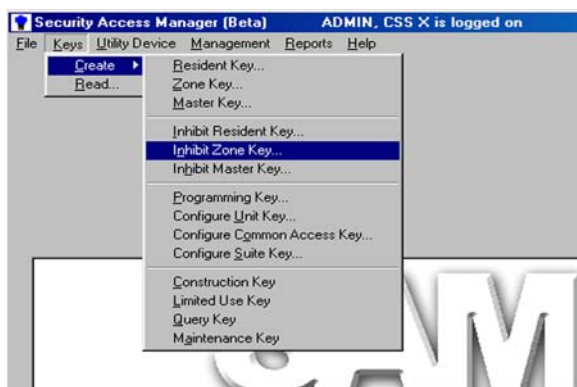 Security Access Manager (Beta) ADMIN, CSS X is logged on
File Keys Utility Device Management Reports Help
Create
Read...
Resident Key...
Zone Key...
Master Key...
Inhibit Resident Key...
Inhibit Zone Key...
Inhibit Master Key...
Programming Key...
Configure Unit Key...
Configure Common Access Key...
Configure Suite Key...
Construction Key
Limited Use Key
Query Key
Maintenance Key
SAM